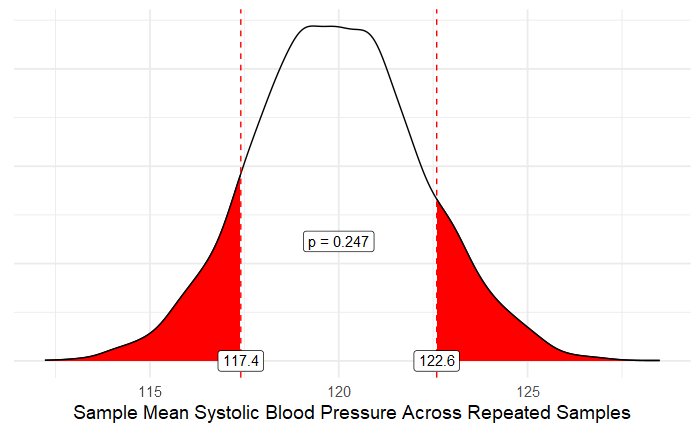 p = 0.247
117.4
122.6
115
120
125
Sample Mean Systolic Blood Pressure Across Repeated Samples